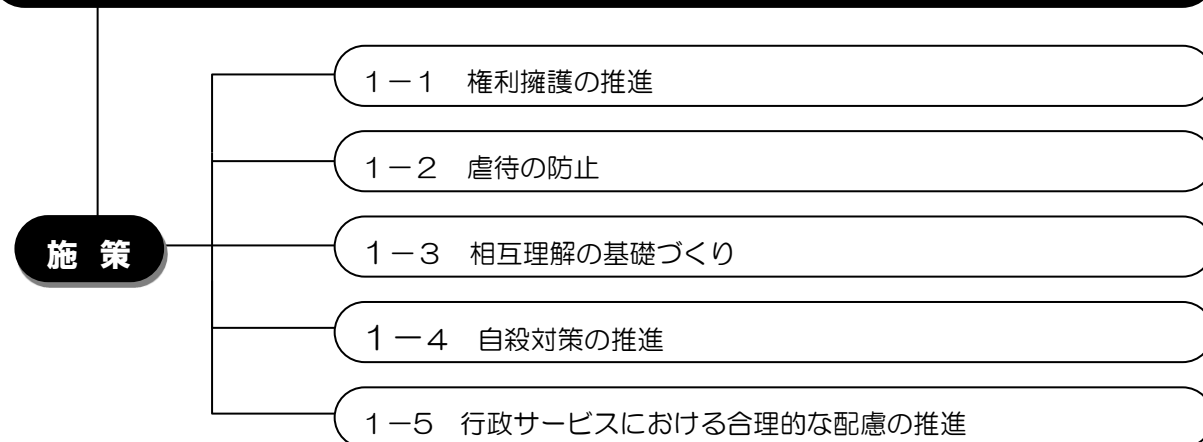 1－1　権利擁護の推進
1－2　虐待の防止
施　策
1－3　相互理解の基礎づくり
1－4　自殺対策の推進
1－5　行政サービスにおける合理的な配慮の推進